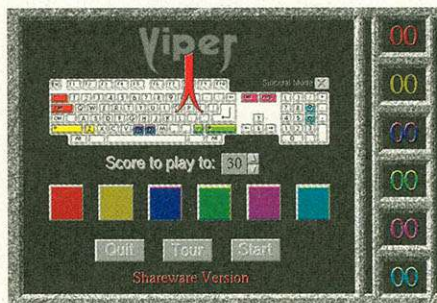 Viper
Special Mode
Score to play to: 30
Quit Tour Start
Shareware Version
00
00
00
00
00
00